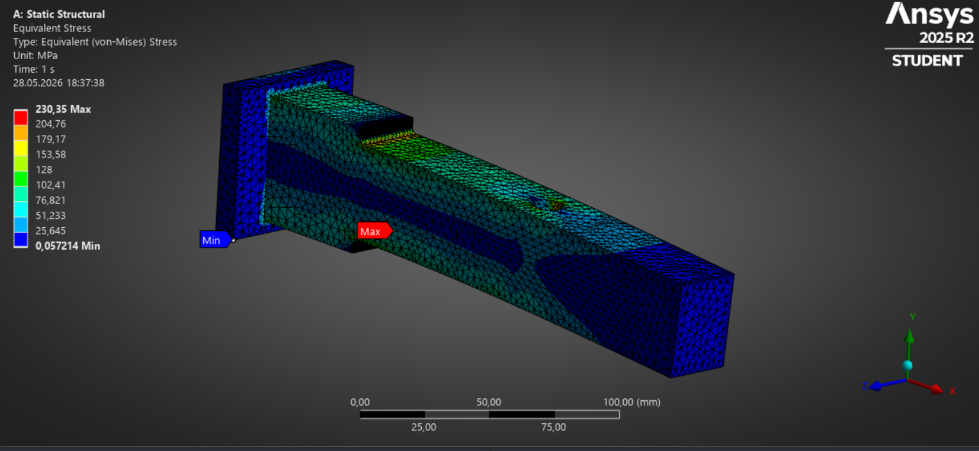 A: Static Structural
Equivalent Stress
Type: Equivalent (von-Mises) Stress
Unit: MPa
Time: 1 s
28.05.2026 18:37:38
230,35 Max
204,76
179,17
153,58
128
102,41
76,821
51,233
25,645
0,057214 Min
Ansys
2025 R2
STUDENT
Min
Max
0,00 50,00 100,00 (mm)
25,00 75,00
Y
Z
X